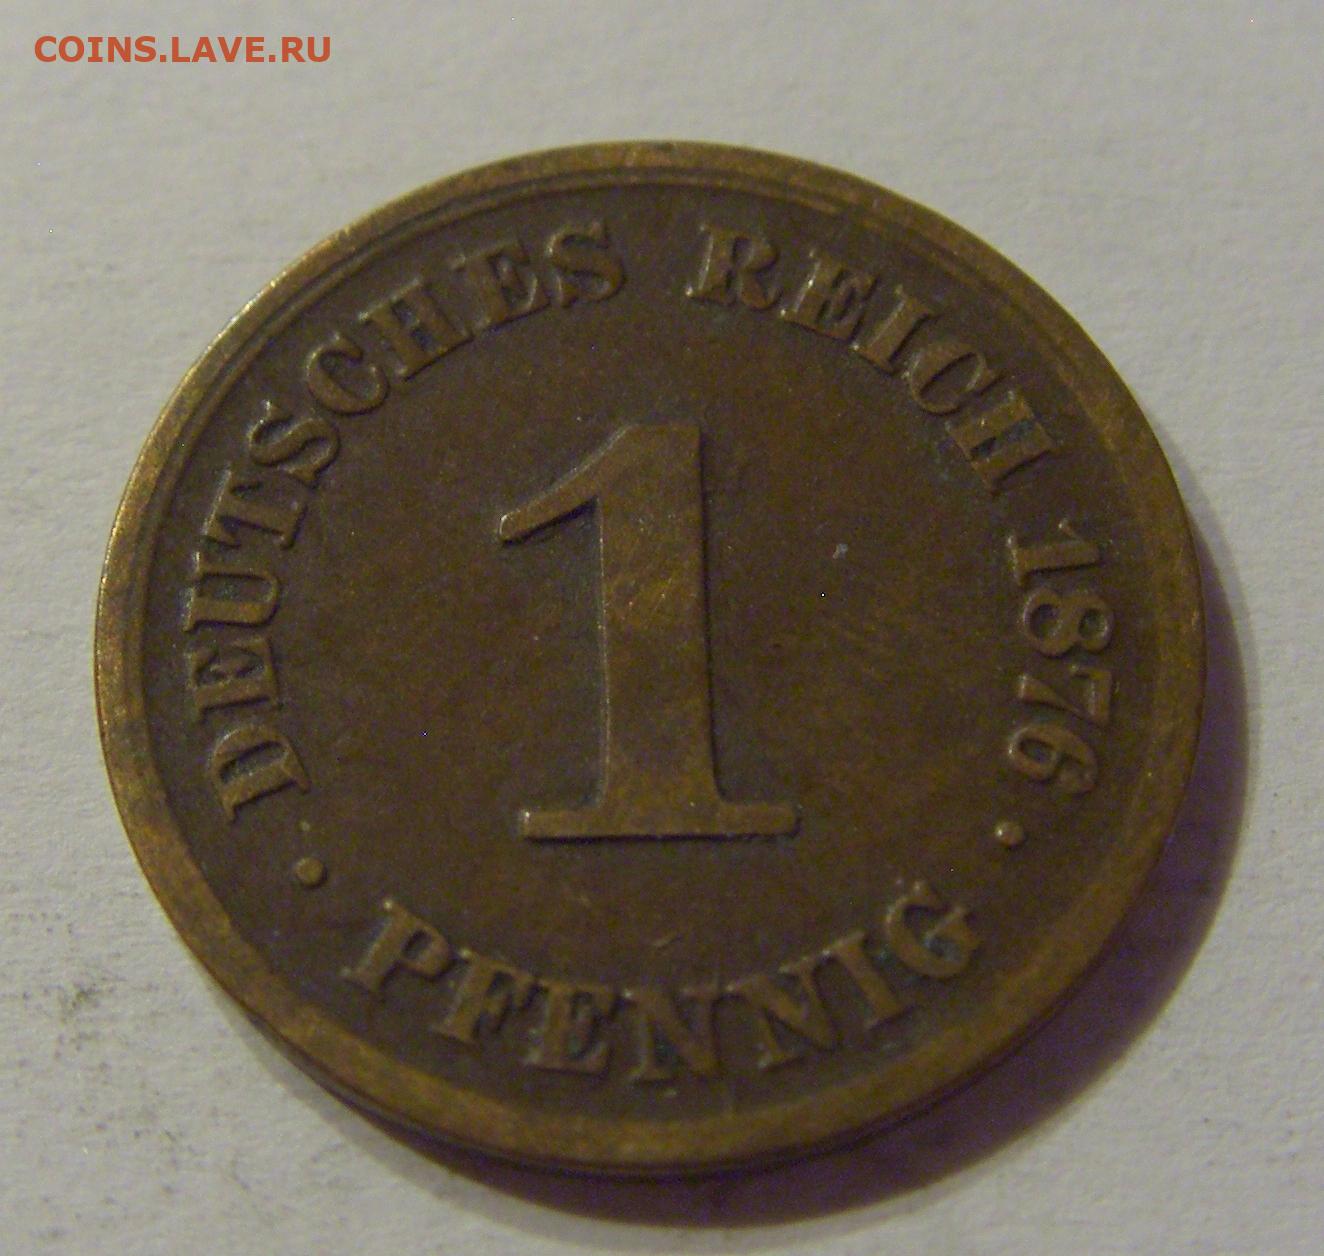 COINS.LAVE.RU
DEUTSCHES REICH 1876
1
• PFENNIG •